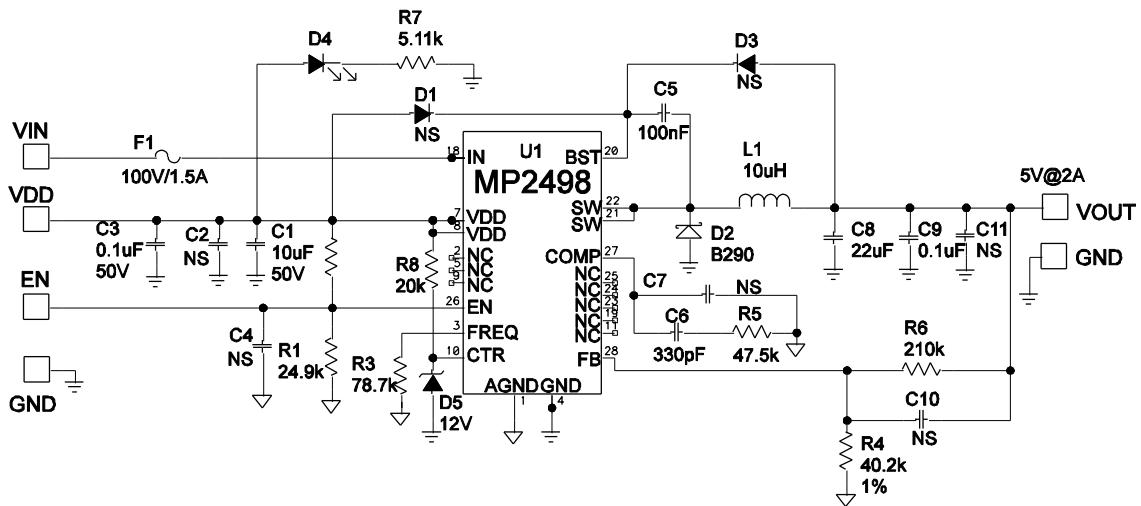 R7
5.11k
D4
D3
NS
D1
NS
C5
100nF
VIN
F1
100V/1.5A
18
IN
U1
BST
20
MP2498
L1
10uH
5V@2A
VOUT
VDD
7
VDD
8
VDD
22
SW
21
SW
C3
0.1uF
50V
C2
NS
C1
10uF
50V
D2
B290
C8
22uF
C9
0.1uF
C11
NS
GND
R8
20k
2
NC
5
NC
9
NC
COMP
27
NC
25
NC
24
NC
23
NC
19
NC
11
C7
NS
C6
330pF
R5
47.5k
EN
26
EN
3
FREQ
10
CTR
FB
28
C4
NS
R1
24.9k
R3
78.7k
D5
12V
AGND
GND
1
4
GND
R6
210k
C10
NS
R4
40.2k
1%